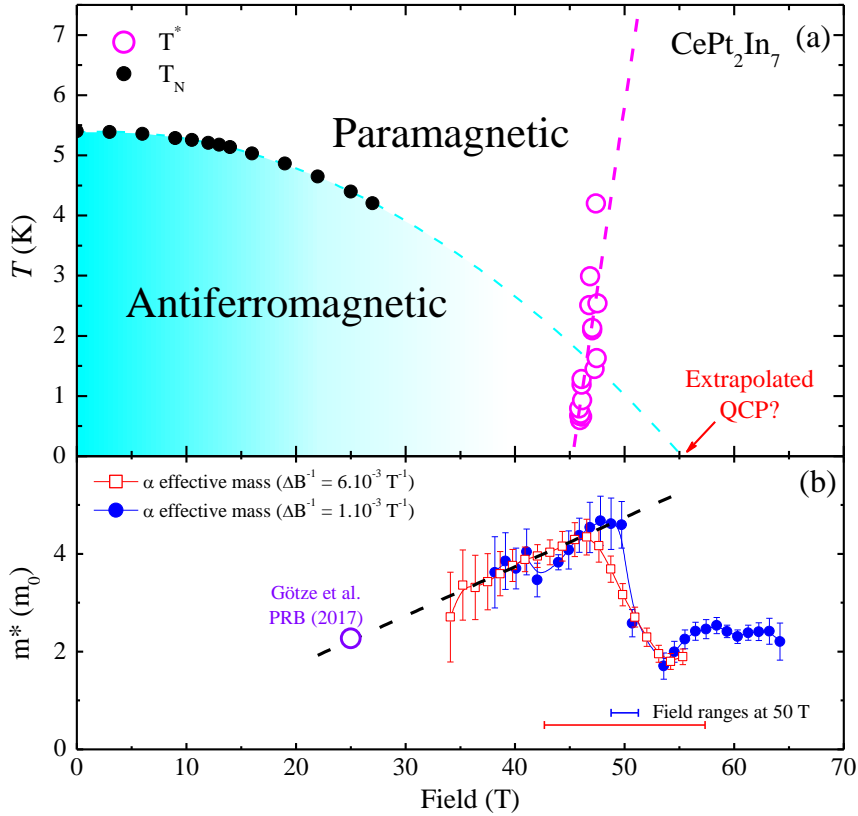 7
6
5
4
3
2
1
0
T (K)
T*
T_N
CePt₂In₇
(a)
Paramagnetic
Antiferromagnetic
Extrapolated
QCP?
α effective mass (ΔB⁻¹ = 6.10⁻³ T⁻¹)
α effective mass (ΔB⁻¹ = 1.10⁻³ T⁻¹)
(b)
4
2
0
m* (m₀)
Götze et al.
PRB (2017)
Field ranges at 50 T
0 10 20 30 40 50 60 70
Field (T)